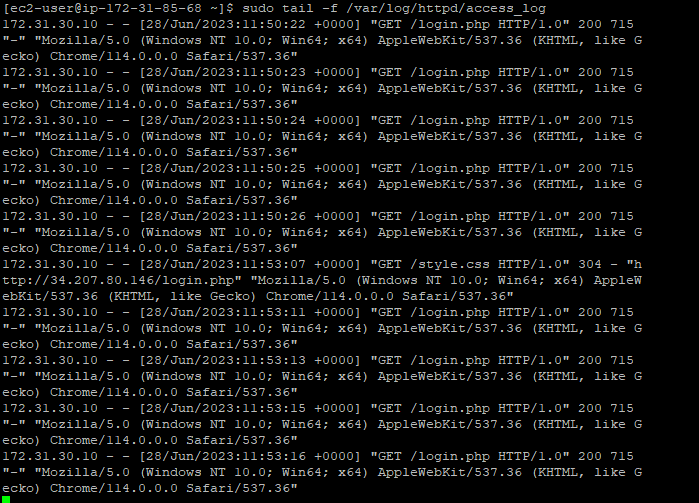 [ec2-user@ip-172-31-85-68 ~]$ sudo tail -f /var/log/httpd/access_log
172.31.30.10 - - [28/Jun/2023:11:50:22 +0000] "GET /login.php HTTP/1.0" 200 715
"-" "Mozilla/5.0 (Windows NT 10.0; Win64; x64) AppleWebKit/537.36 (KHTML, like G
ecko) Chrome/114.0.0.0 Safari/537.36"
172.31.30.10 - - [28/Jun/2023:11:50:23 +0000] "GET /login.php HTTP/1.0" 200 715
"-" "Mozilla/5.0 (Windows NT 10.0; Win64; x64) AppleWebKit/537.36 (KHTML, like G
ecko) Chrome/114.0.0.0 Safari/537.36"
172.31.30.10 - - [28/Jun/2023:11:50:24 +0000] "GET /login.php HTTP/1.0" 200 715
"-" "Mozilla/5.0 (Windows NT 10.0; Win64; x64) AppleWebKit/537.36 (KHTML, like G
ecko) Chrome/114.0.0.0 Safari/537.36"
172.31.30.10 - - [28/Jun/2023:11:50:25 +0000] "GET /login.php HTTP/1.0" 200 715
"-" "Mozilla/5.0 (Windows NT 10.0; Win64; x64) AppleWebKit/537.36 (KHTML, like G
ecko) Chrome/114.0.0.0 Safari/537.36"
172.31.30.10 - - [28/Jun/2023:11:50:26 +0000] "GET /login.php HTTP/1.0" 200 715
"-" "Mozilla/5.0 (Windows NT 10.0; Win64; x64) AppleWebKit/537.36 (KHTML, like G
ecko) Chrome/114.0.0.0 Safari/537.36"
172.31.30.10 - - [28/Jun/2023:11:53:07 +0000] "GET /style.css HTTP/1.0" 304 - "h
ttp://34.207.80.146/login.php" "Mozilla/5.0 (Windows NT 10.0; Win64; x64) AppleW
ebKit/537.36 (KHTML, like Gecko) Chrome/114.0.0.0 Safari/537.36"
172.31.30.10 - - [28/Jun/2023:11:53:11 +0000] "GET /login.php HTTP/1.0" 200 715
"-" "Mozilla/5.0 (Windows NT 10.0; Win64; x64) AppleWebKit/537.36 (KHTML, like G
ecko) Chrome/114.0.0.0 Safari/537.36"
172.31.30.10 - - [28/Jun/2023:11:53:13 +0000] "GET /login.php HTTP/1.0" 200 715
"-" "Mozilla/5.0 (Windows NT 10.0; Win64; x64) AppleWebKit/537.36 (KHTML, like G
ecko) Chrome/114.0.0.0 Safari/537.36"
172.31.30.10 - - [28/Jun/2023:11:53:15 +0000] "GET /login.php HTTP/1.0" 200 715
"-" "Mozilla/5.0 (Windows NT 10.0; Win64; x64) AppleWebKit/537.36 (KHTML, like G
ecko) Chrome/114.0.0.0 Safari/537.36"
172.31.30.10 - - [28/Jun/2023:11:53:16 +0000] "GET /login.php HTTP/1.0" 200 715
"-" "Mozilla/5.0 (Windows NT 10.0; Win64; x64) AppleWebKit/537.36 (KHTML, like G
ecko) Chrome/114.0.0.0 Safari/537.36"